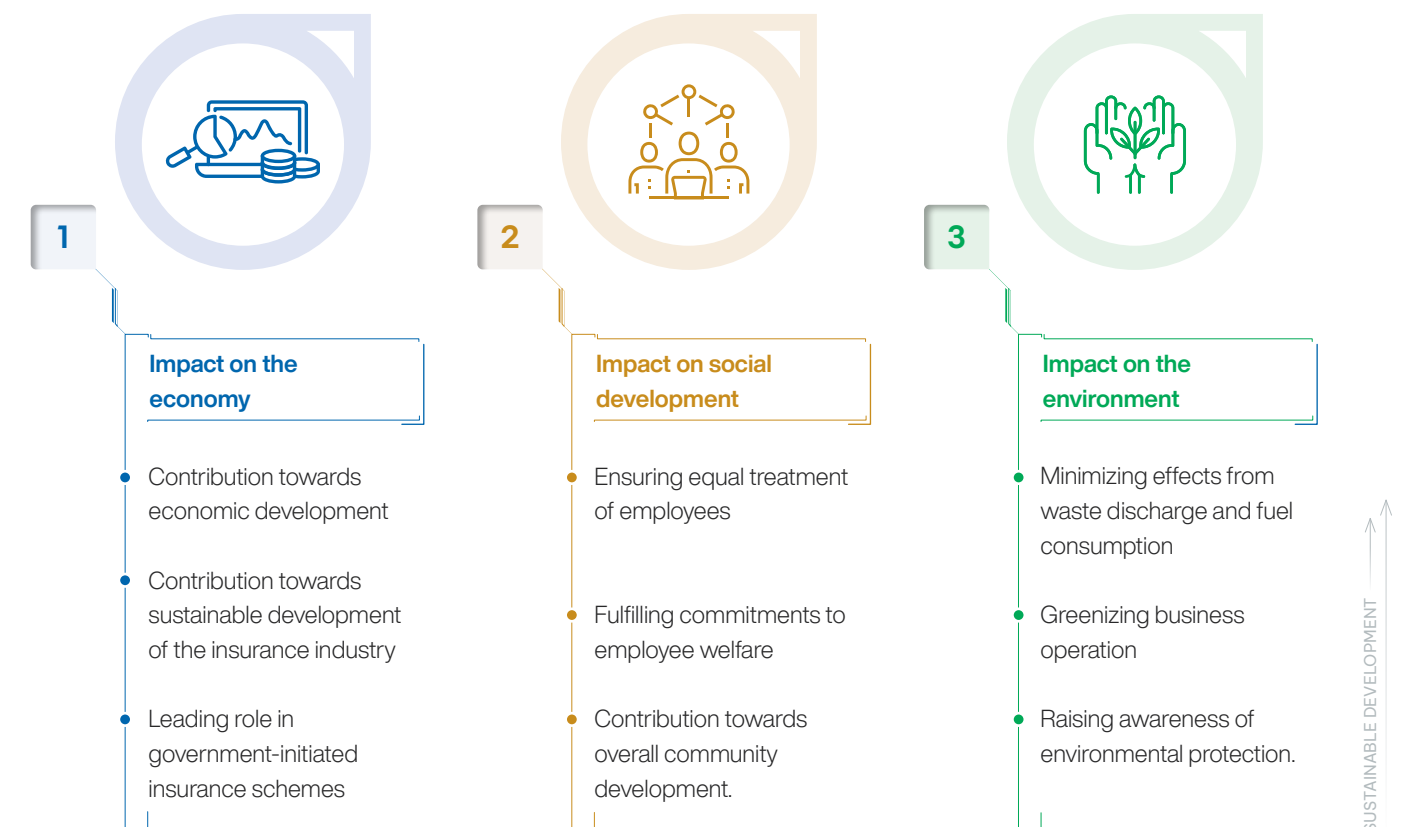 1
Impact on the
economy
Contribution towards
economic development
Contribution towards
sustainable development
of the insurance industry
Leading role in
government-initiated
insurance schemes
2
Impact on social
development
Ensuring equal treatment
of employees
Fulfilling commitments to
employee welfare
Contribution towards
overall community
development.
3
Impact on the
environment
Minimizing effects from
waste discharge and fuel
consumption
Greenizing business
operation
Raising awareness of
environmental protection.
SUSTAINABLE DEVELOPMENT